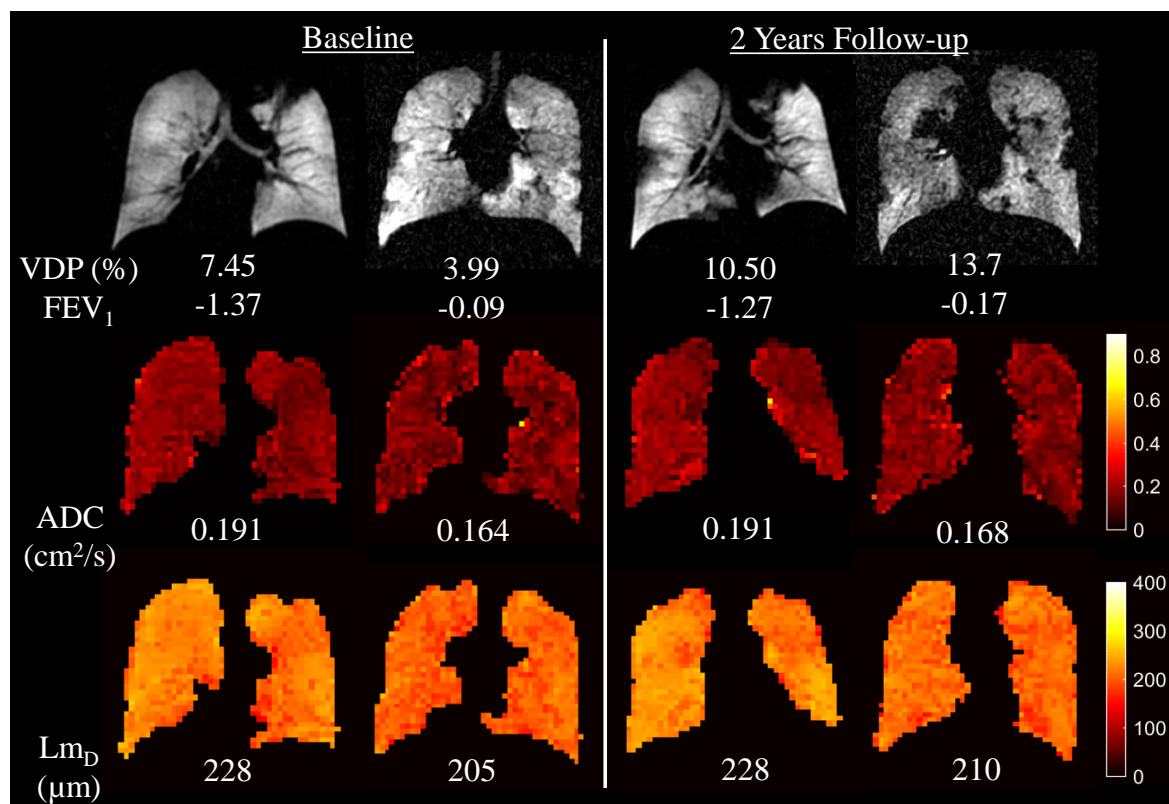 Baseline
2 Years Follow-up
VDP (%) 7.45 3.99 10.50 13.7
FEV₁ -1.37 -0.09 -1.27 -0.17
0.8
0.6
0.4
0.2
0
ADC (cm²/s) 0.191 0.164 0.191 0.168
400
300
200
100
0
Lm_D (µm) 228 205 228 210